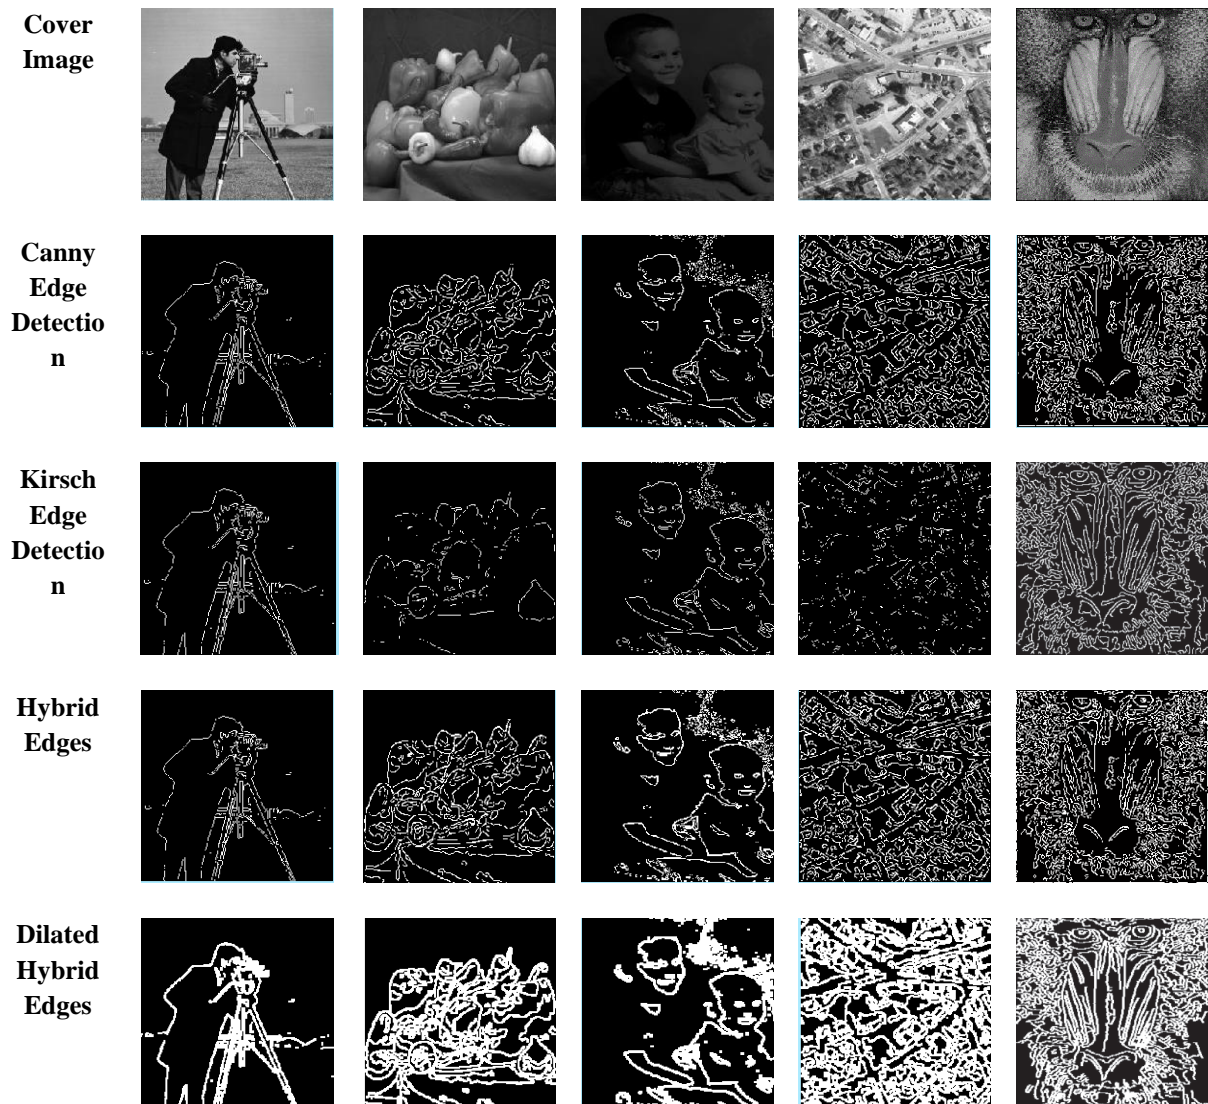 Cover
Image
Canny
Edge
Detectio
n
Kirsch
Edge
Detectio
n
Hybrid
Edges
Dilated
Hybrid
Edges